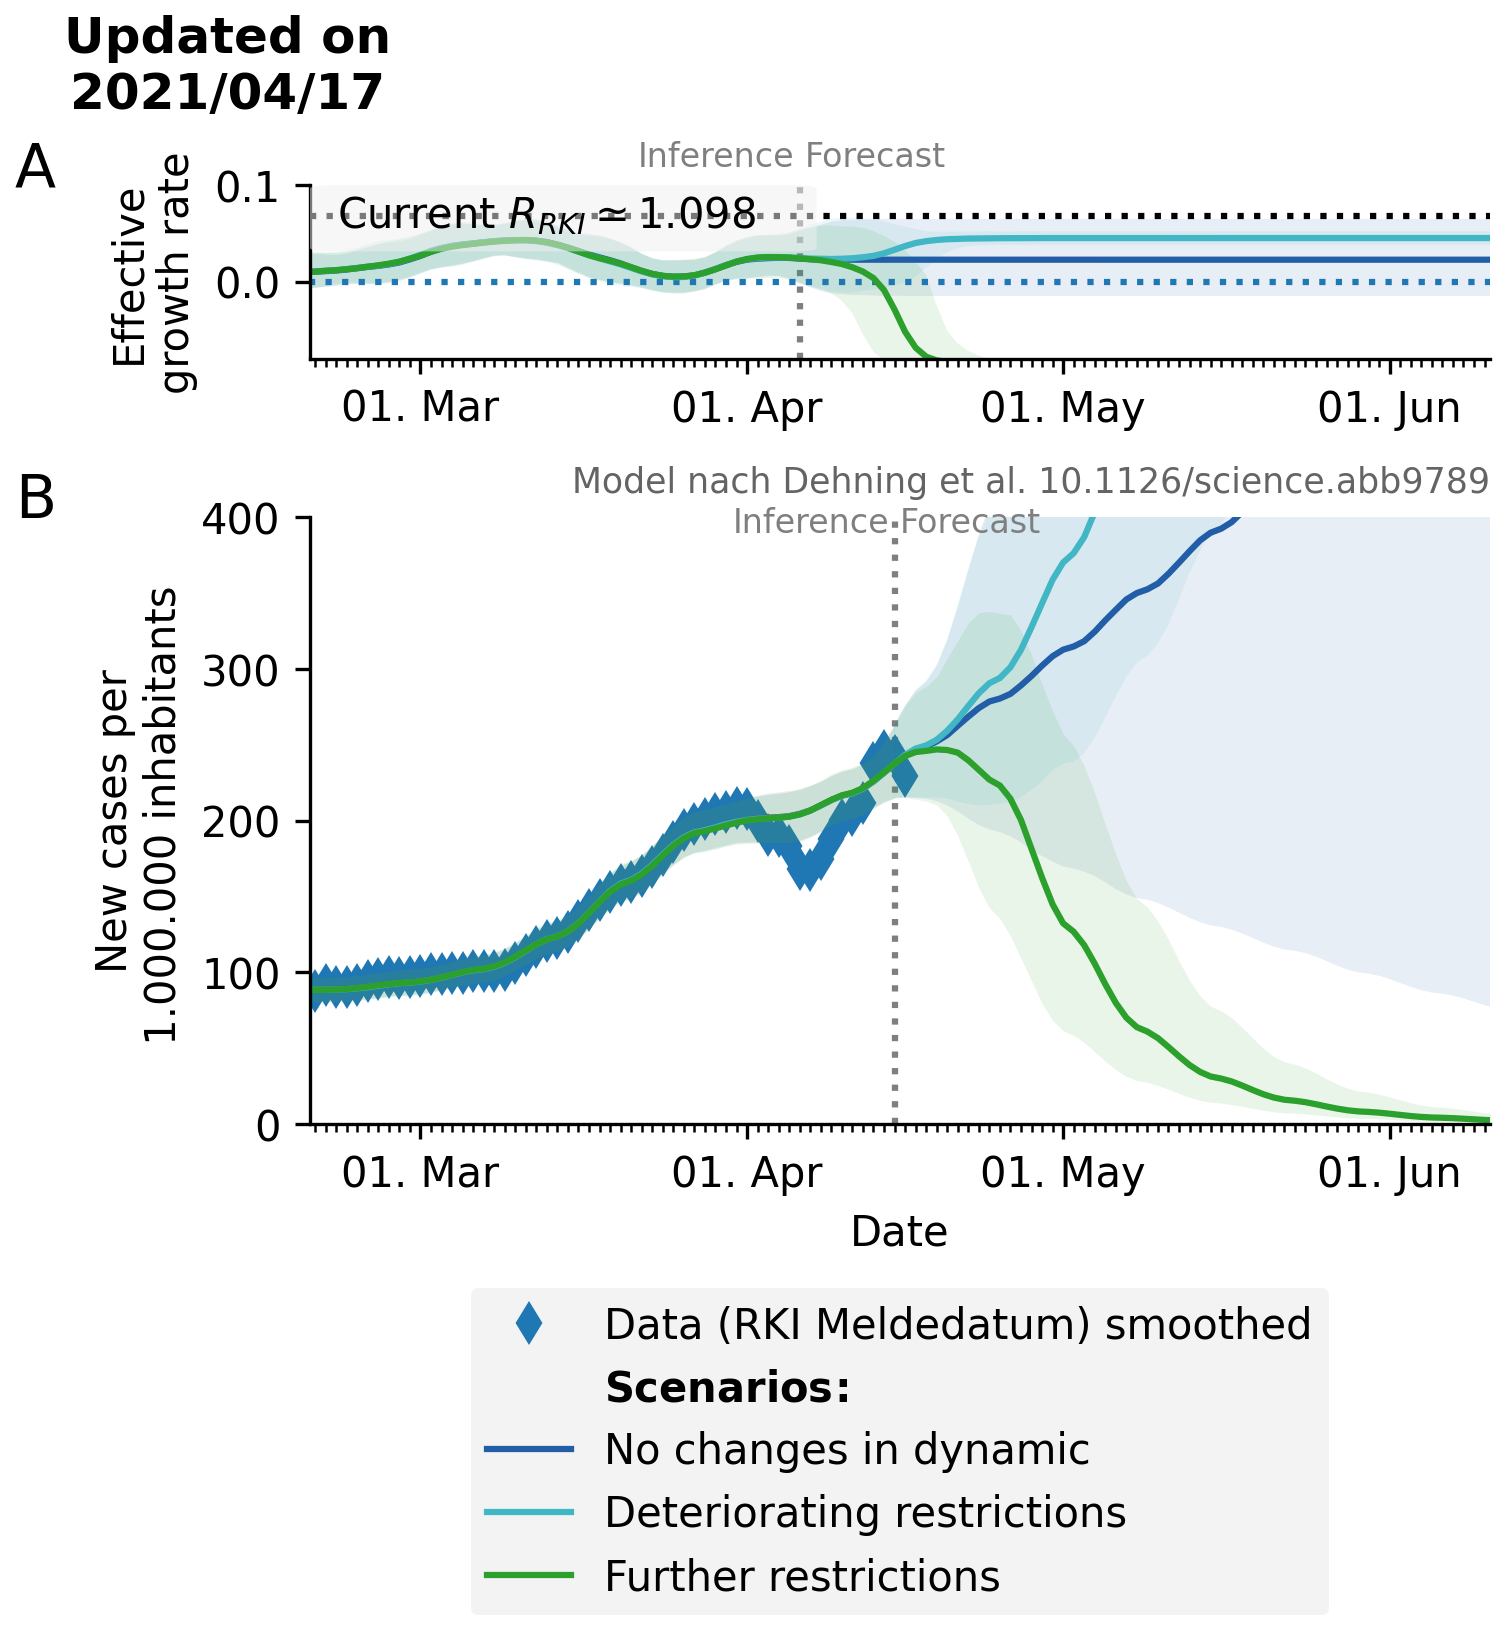 Updated on
2021/04/17
A
Inference Forecast
Effective
growth rate
0.1
0.0
Current R_RKI ≃ 1.098
01. Mar
01. Apr
01. May
01. Jun
B
Model nach Dehning et al. 10.1126/science.abb9789
Inference Forecast
New cases per
1.000.000 inhabitants
400
300
200
100
0
01. Mar
01. Apr
01. May
01. Jun
Date
Data (RKI Meldedatum) smoothed
Scenarios:
No changes in dynamic
Deteriorating restrictions
Further restrictions